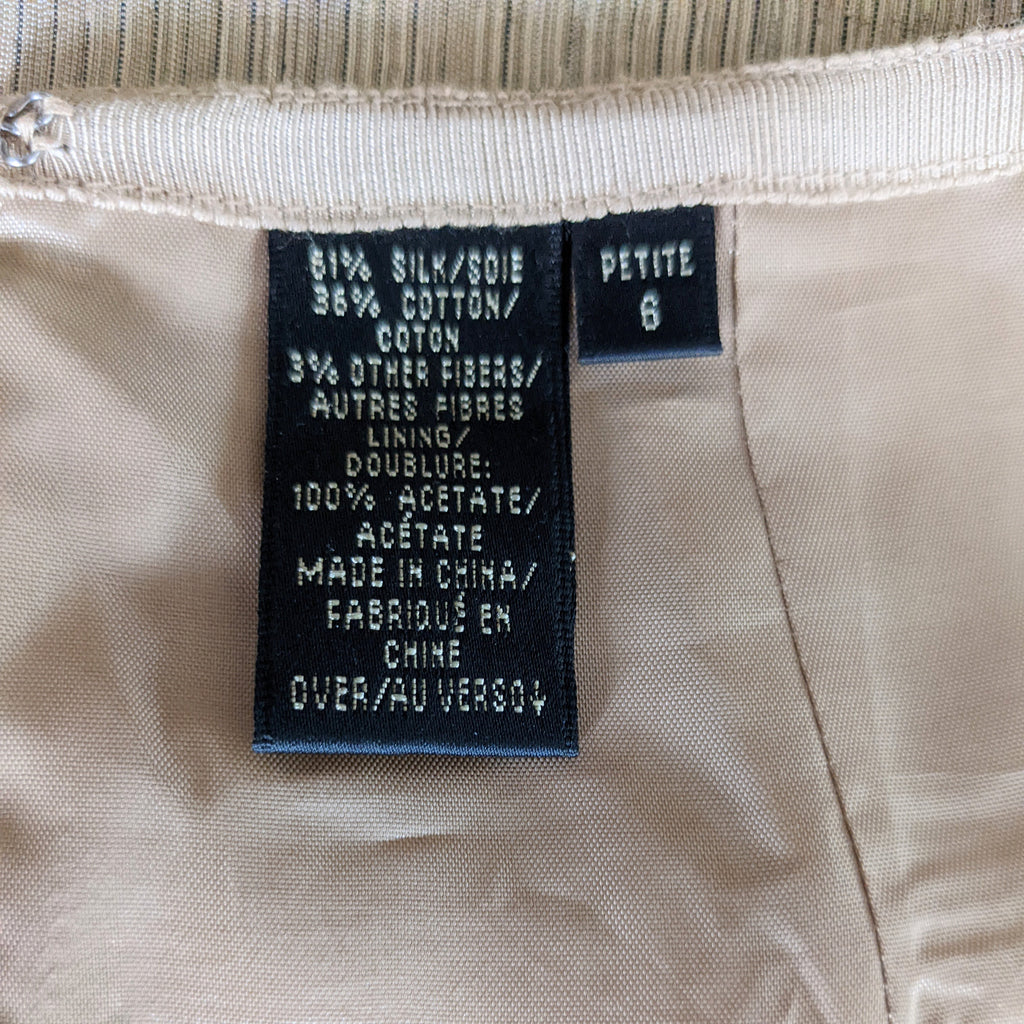 61% SILK/SOIE
36% COTTON/
COTON
3% OTHER FIBERS/
AUTRES FIBRES
LINING/
DOUBLURE:
100% ACETATE/
ACÉTATE
MADE IN CHINA/
FABRIQUÉ EN
CHINE
OVER/AU VERSO↓
PETITE
6